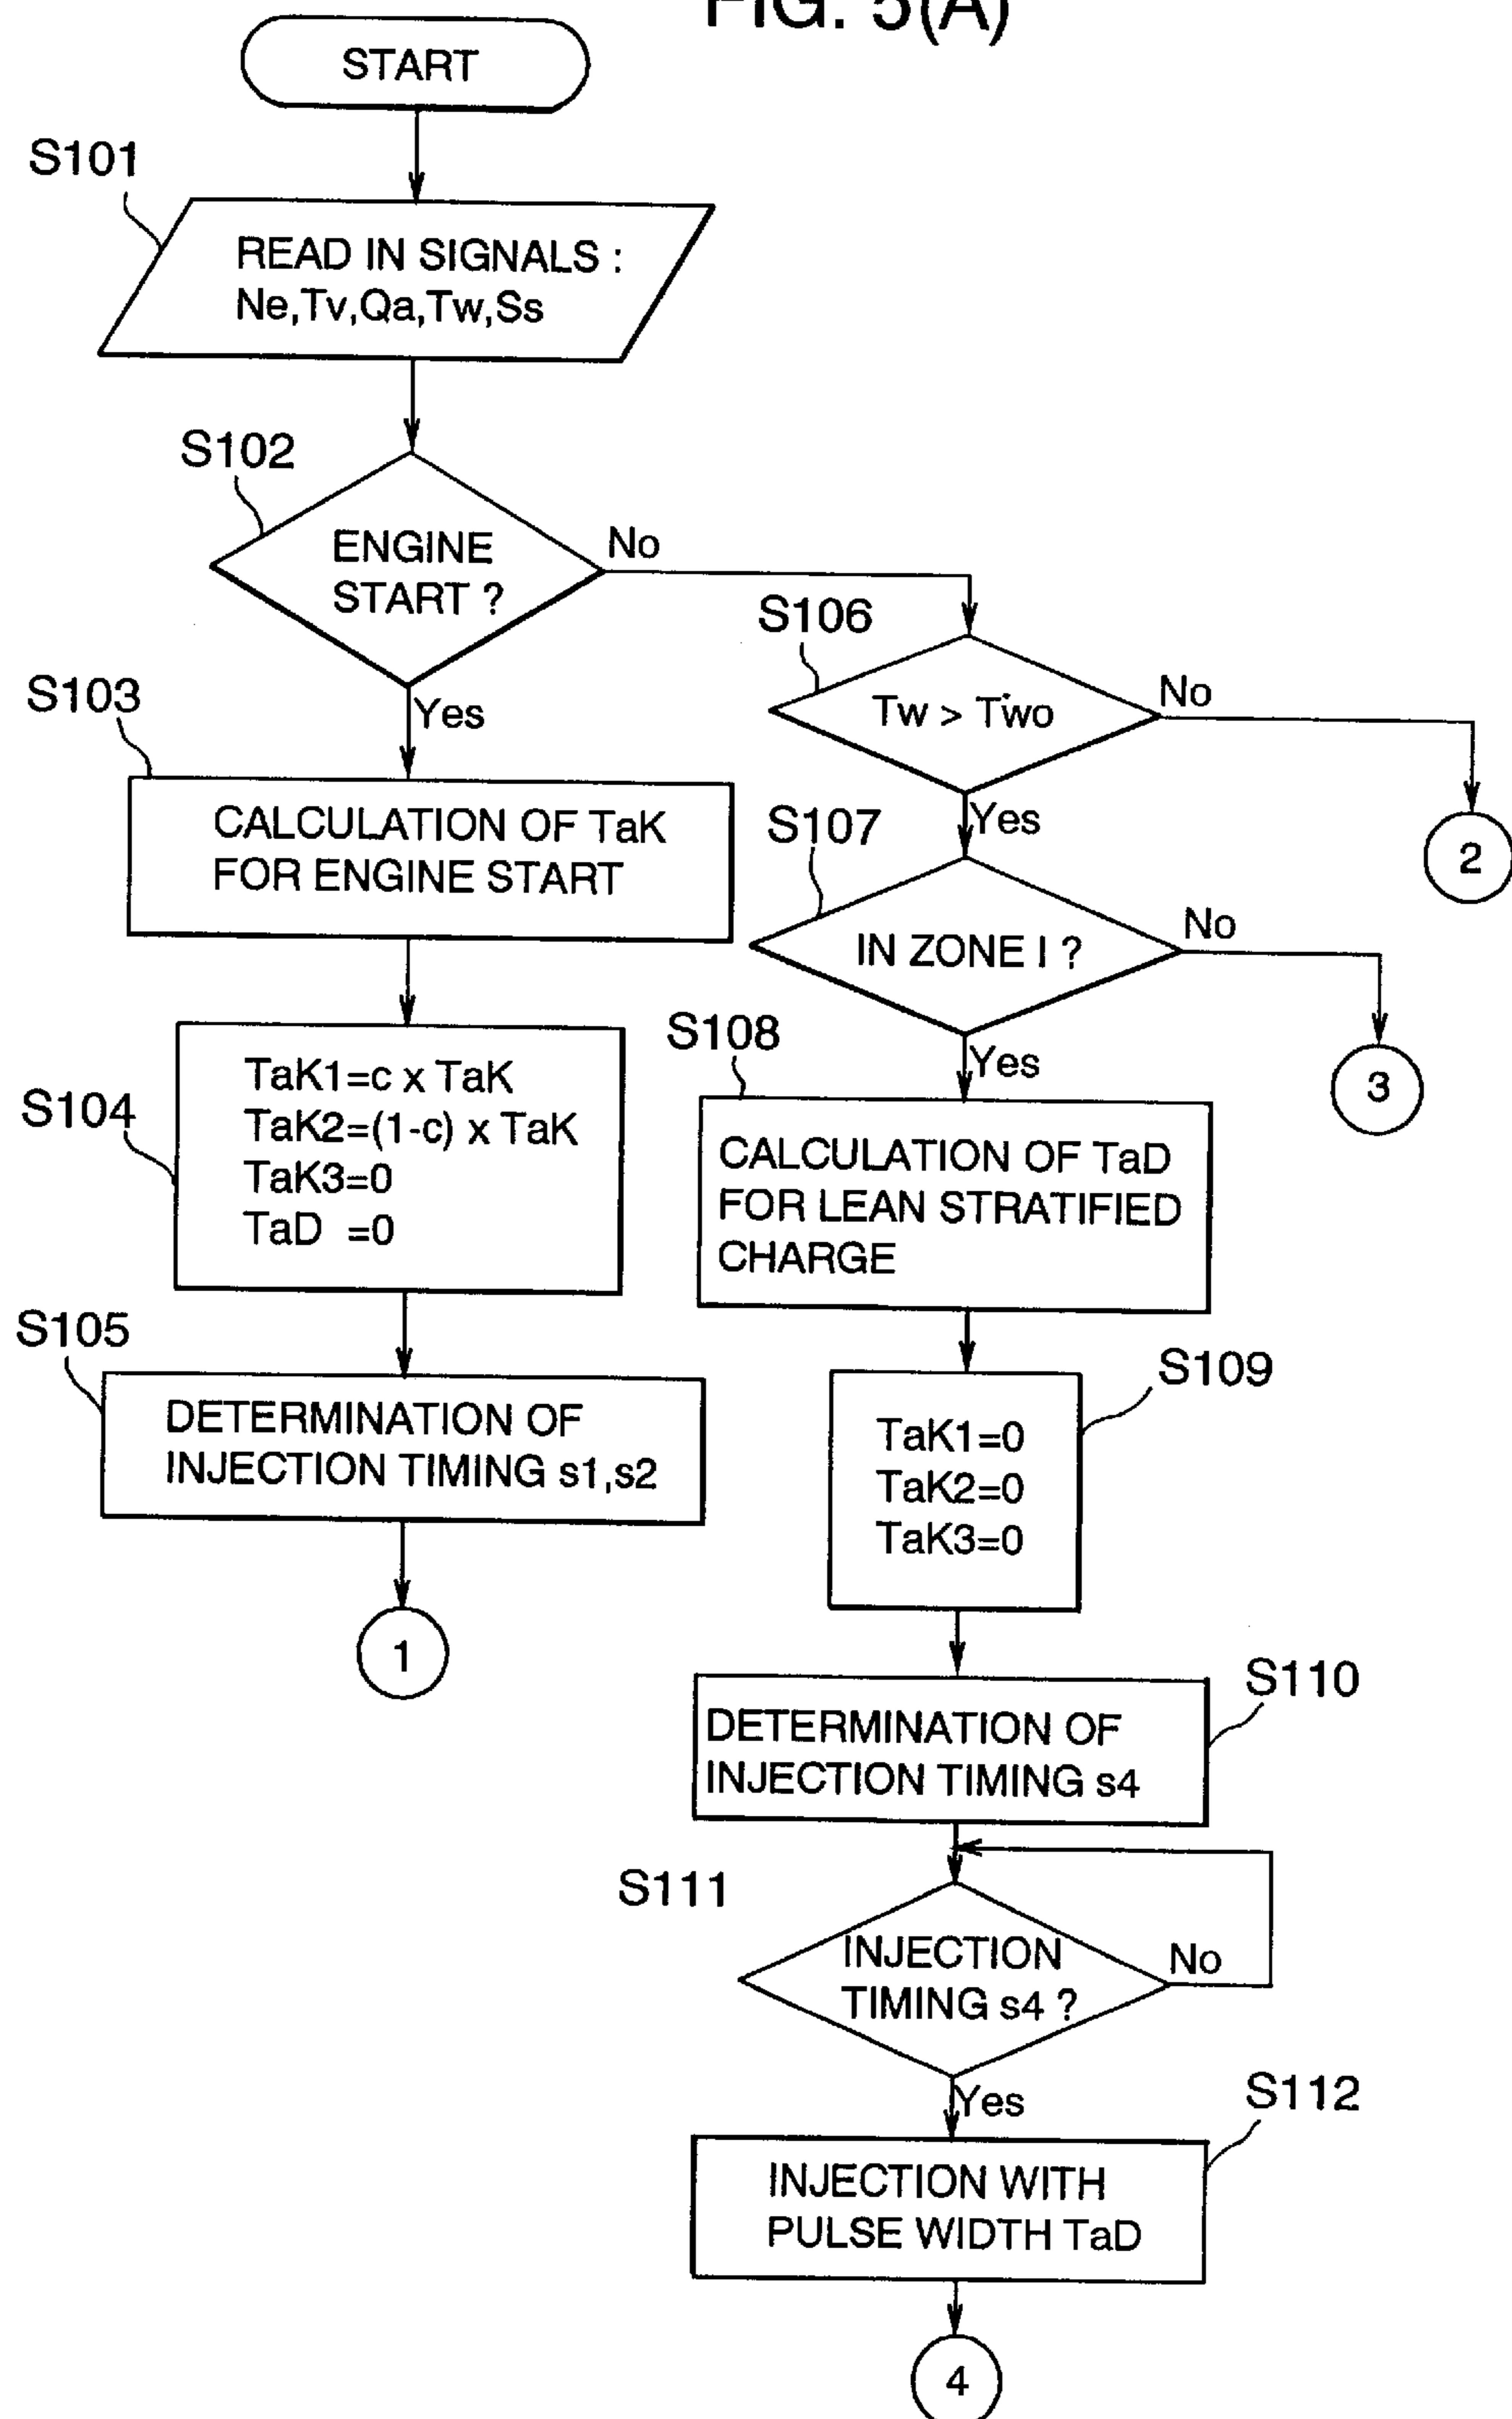 FIG. 5(A)
START
S101
READ IN SIGNALS :
Ne,Tv,Qa,Tw,Ss
S102
ENGINE
START ?
No
Yes
S103
CALCULATION OF TaK
FOR ENGINE START
S104
TaK1=c x TaK
TaK2=(1-c) x TaK
TaK3=0
TaD =0
S105
DETERMINATION OF
INJECTION TIMING s1,s2
1
S106
Tw > Two
No
2
Yes
S107
IN ZONE I ?
No
3
Yes
S108
CALCULATION OF TaD
FOR LEAN STRATIFIED
CHARGE
S109
TaK1=0
TaK2=0
TaK3=0
S110
DETERMINATION OF
INJECTION TIMING s4
S111
INJECTION
TIMING s4 ?
No
Yes
S112
INJECTION WITH
PULSE WIDTH TaD
4